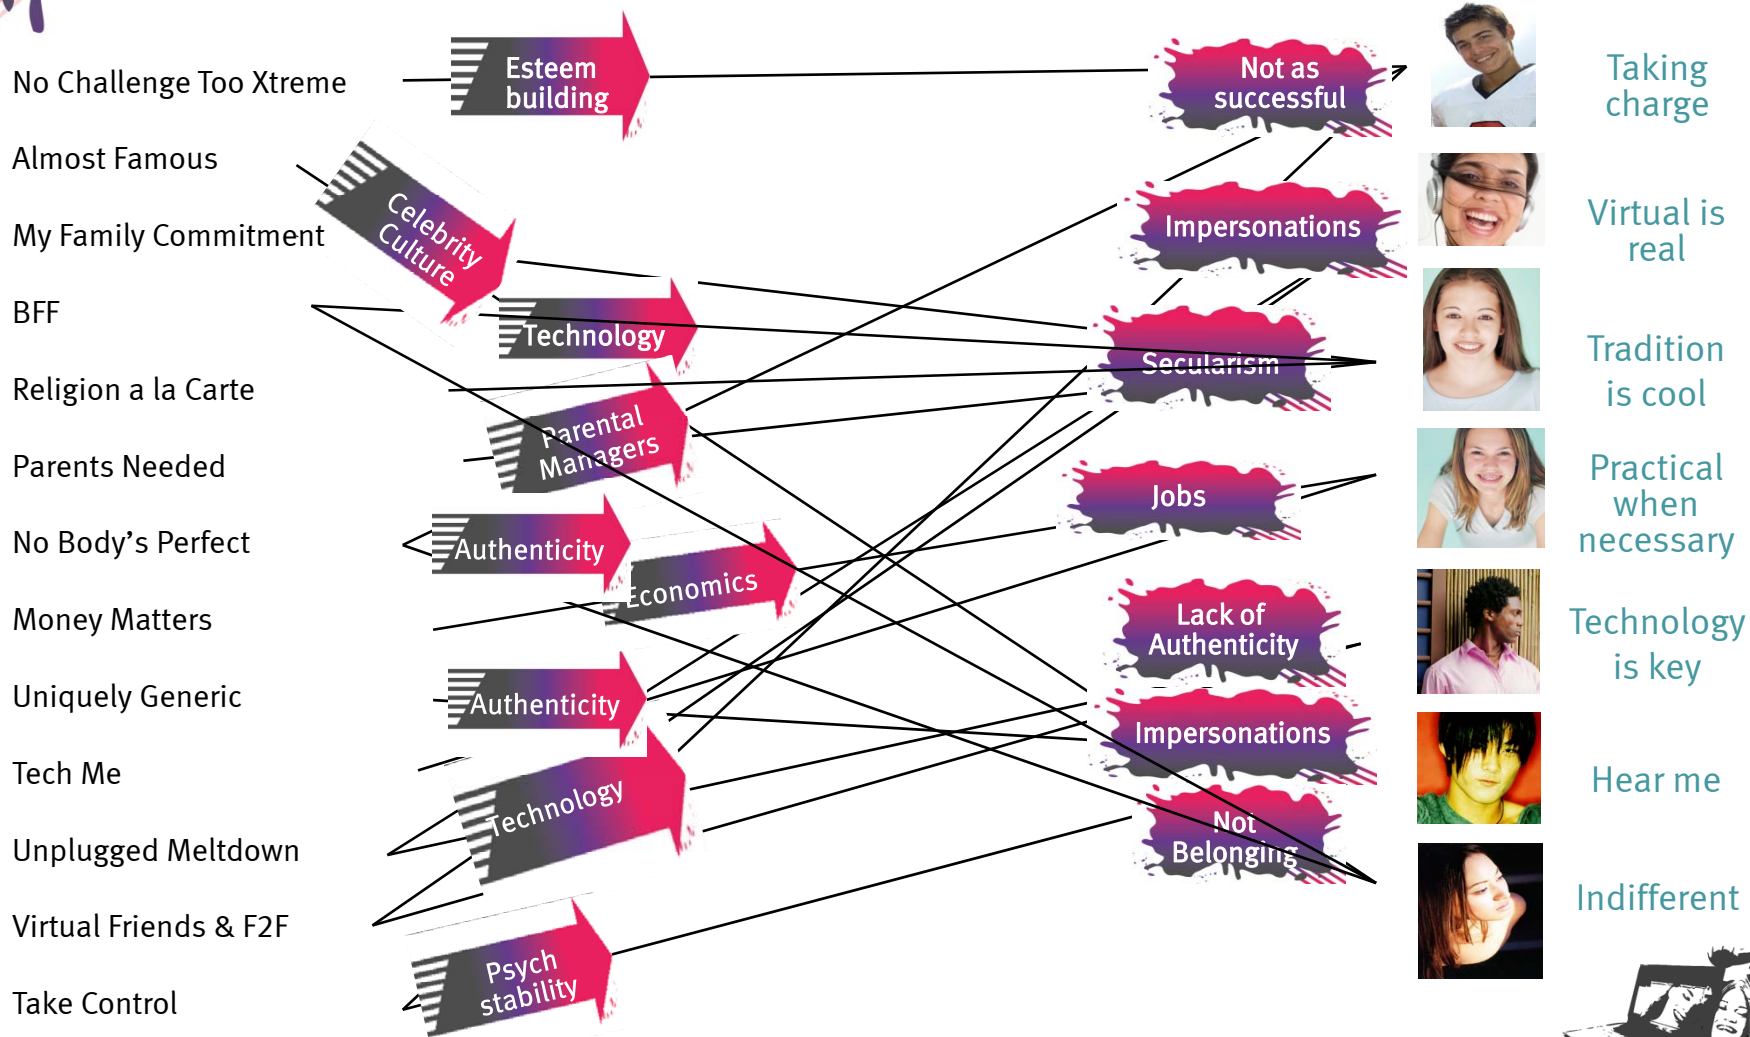 No Challenge Too Xtreme
Almost Famous
My Family Commitment
BFF
Religion a la Carte
Parents Needed
No Body’s Perfect
Money Matters
Uniquely Generic
Tech Me
Unplugged Meltdown
Virtual Friends & F2F
Take Control
Esteem
building
Celebrity
Culture
Technology
Parental
Managers
Authenticity
Economics
Authenticity
Technology
Psych
stability
Not as
successful
Impersonations
Secularism
Jobs
Lack of
Authenticity
Impersonations
Not
Belonging
Taking
charge
Virtual is
real
Tradition
is cool
Practical
when
necessary
Technology
is key
Hear me
Indifferent